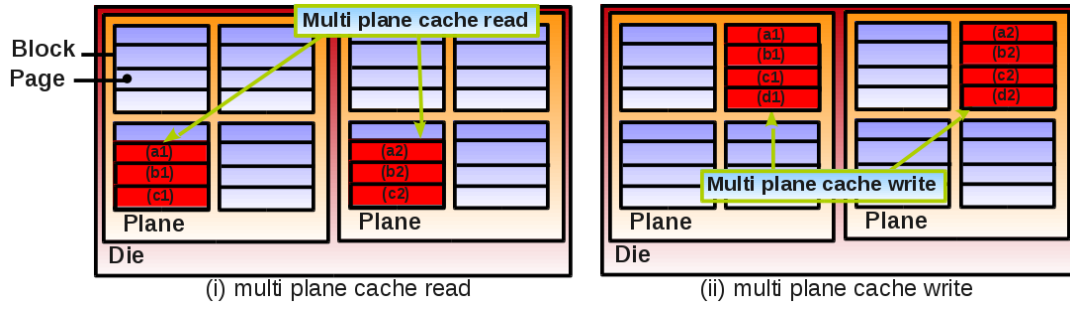 Multi plane cache read
Block
Page
(a1)
(b1)
(c1)
(a2)
(b2)
(c2)
Plane
Plane
Die
(i) multi plane cache read
(a1)
(b1)
(c1)
(d1)
(a2)
(b2)
(c2)
(d2)
Multi plane cache write
Plane
Plane
Die
(ii) multi plane cache write